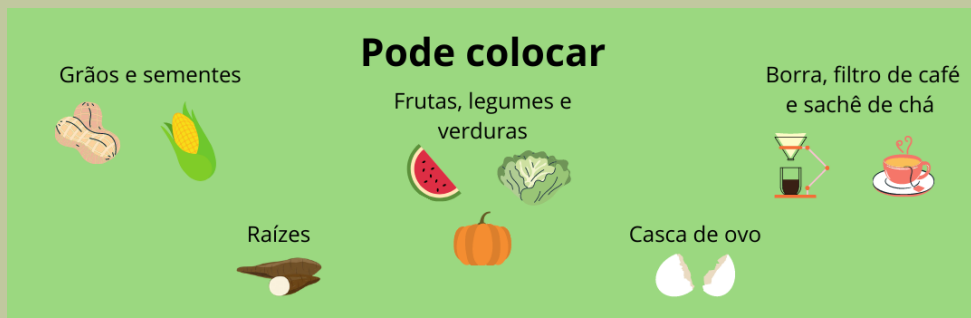 Pode colocar
Grãos e sementes
Frutas, legumes e
verduras
Borra, filtro de café
e sachê de chá
Raízes
Casca de ovo